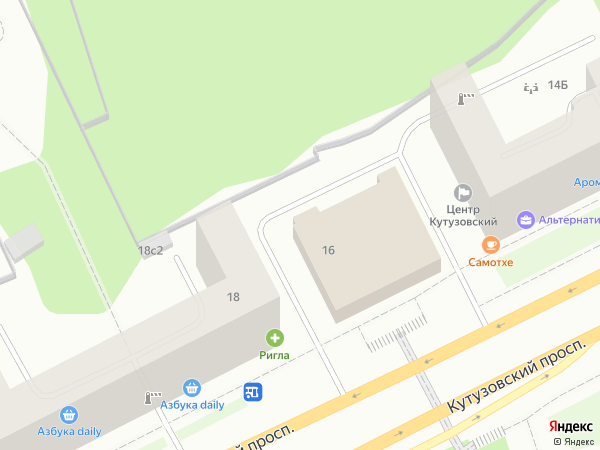 14Б
Аром
Центр
Кутузовский
Альтернати
Самотхе
18с2
16
18
Ригла
Азбука daily
Азбука daily
Кутузовский просп.
й просп.
Яндекс
© Яндекс